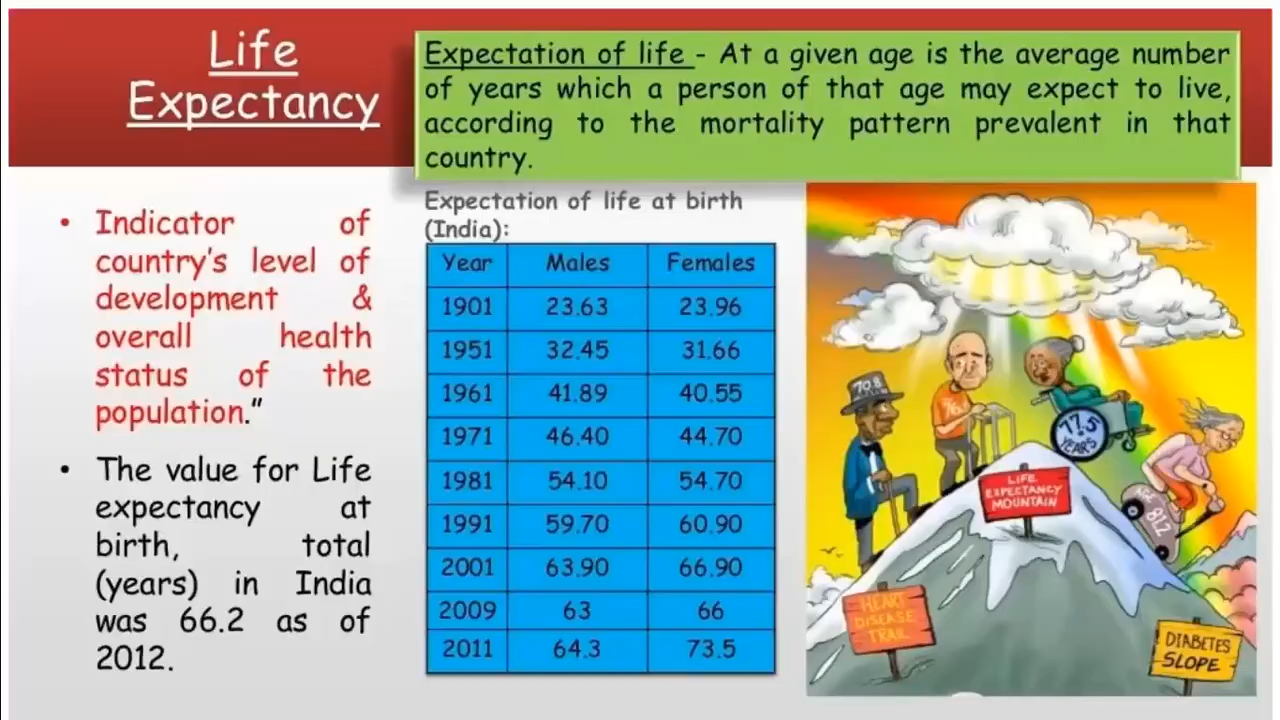 Life
Expectancy
Expectation of life - At a given age is the average number
of years which a person of that age may expect to live,
according to the mortality pattern prevalent in that
country.
• Indicator of
country's level of
development &
overall health
status of the
population."
• The value for Life
expectancy at
birth, total
(years) in India
was 66.2 as of
2012.
Expectation of life at birth
(India):
Year Males Females
1901 23.63 23.96
1951 32.45 31.66
1961 41.89 40.55
1971 46.40 44.70
1981 54.10 54.70
1991 59.70 60.90
2001 63.90 66.90
2009 63 66
2011 64.3 73.5
70.8
77.5
YEARS
LIFE
EXPECTANCY
MOUNTAIN
AGE
81.2
HEART
DISEASE
TRAIL
DIABETES
SLOPE